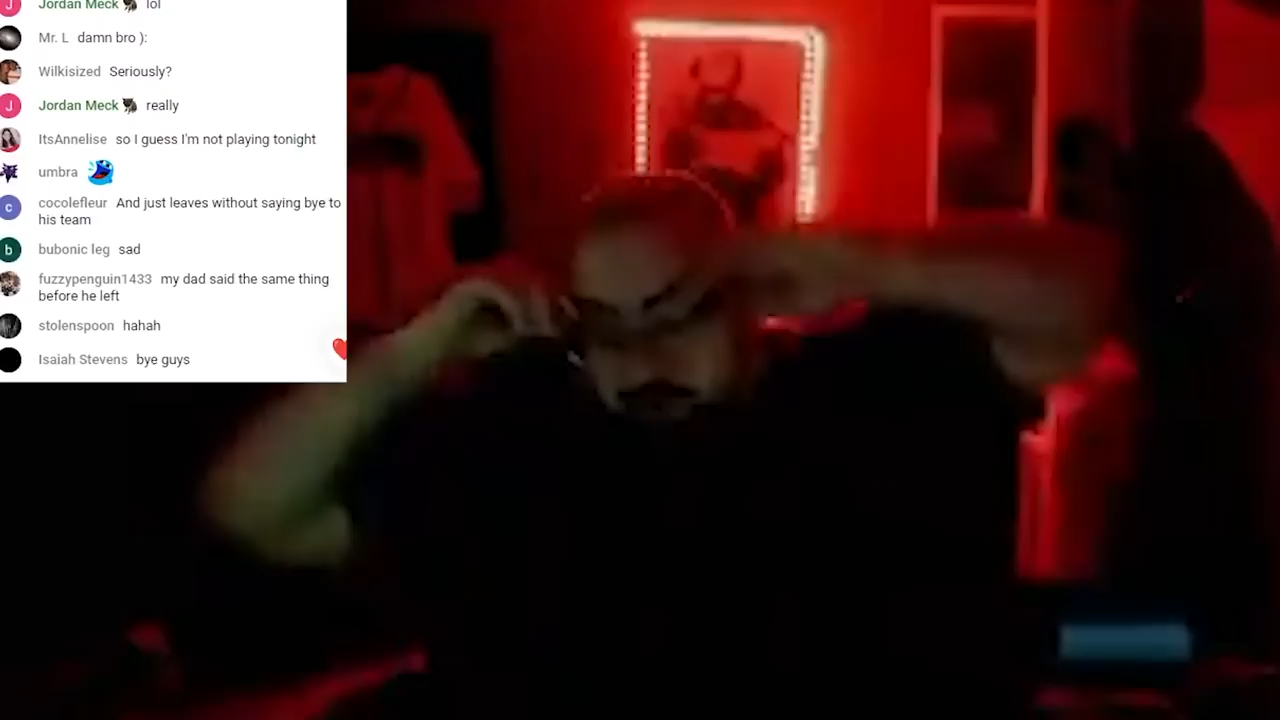 Jordan Meck lol
Mr. L damn bro ):
Wilkisized Seriously?
Jordan Meck really
ItsAnnelise so I guess I'm not playing tonight
umbra
cocolefleur And just leaves without saying bye to
his team
bubonic leg sad
fuzzypenguin1433 my dad said the same thing
before he left
stolenspoon hahah
Isaiah Stevens bye guys
J
J
c
b